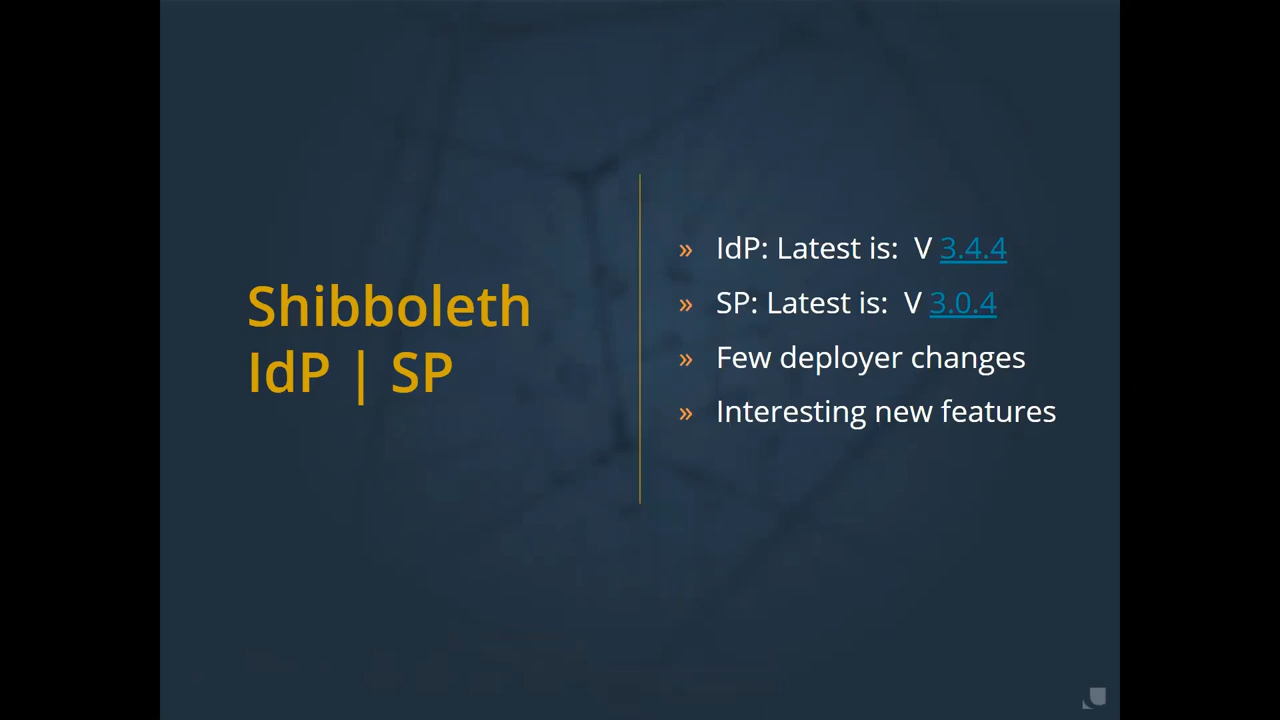 Shibboleth
IdP | SP
» IdP: Latest is: V 3.4.4
» SP: Latest is: V 3.0.4
» Few deployer changes
» Interesting new features